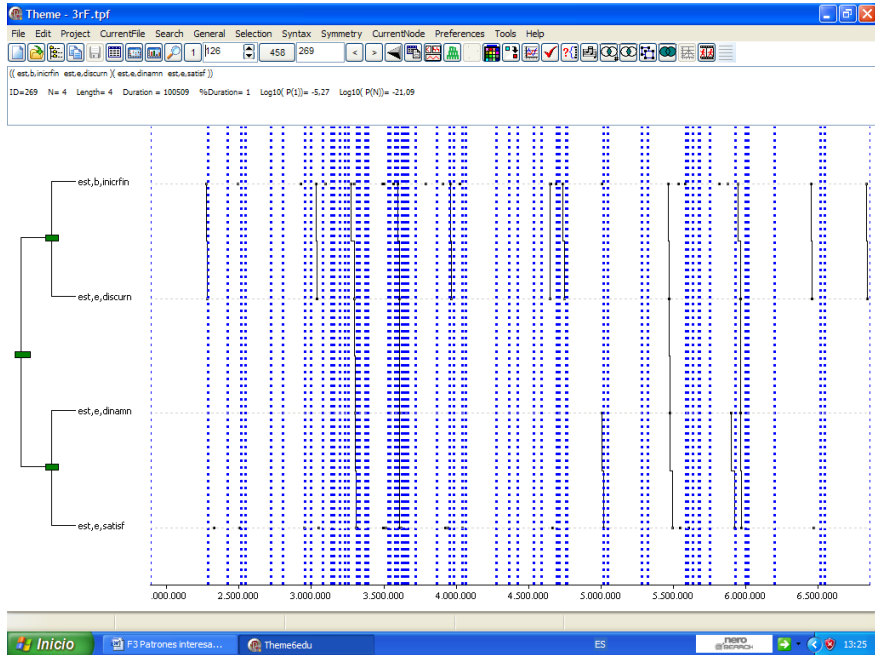 Theme - 3rF.tpf
File Edit Project CurrentFile Search General Selection Syntax Symmetry CurrentNode Preferences Tools Help
1 126 458 269 < >
(( est,b,inicrfin est,e,discurn )( est,e,dinamn est,e,satisf ))
ID=269 N= 4 Length= 4 Duration = 100509 %Duration= 1 Log10( P(1))= -5,27 Log10( P(N))= -21,09
est,b,inicrfin
est,e,discurn
est,e,dinamn
est,e,satisf
.000.000 2.500.000 3.000.000 3.500.000 4.000.000 4.500.000 5.000.000 5.500.000 6.000.000 6.500.000
Inicio F3 Patrones interesa... Theme6edu ES nero SEARCH 13:25